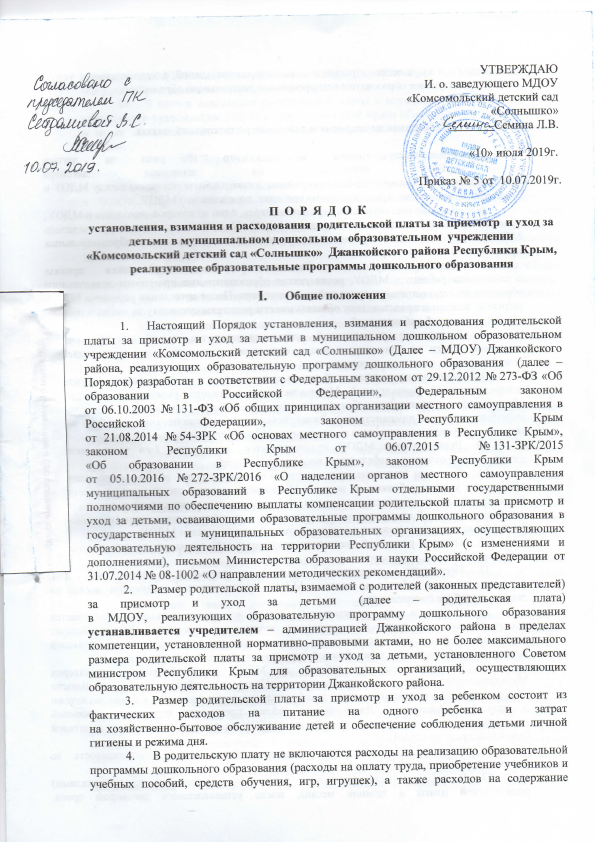 Согласовано с
председателем ПК
10.07.2019.
УТВЕРЖДАЮ
И. о. заведующего МДОУ
«Комсомольский детский сад
«Солнышко»
Семина Л.В.
«10» июля 2019г.
Приказ № 5 от 10.07.2019г.
П О Р Я Д О К
установления, взимания и расходования родительской платы за присмотр и уход за
детьми в муниципальном дошкольном образовательном учреждении
«Комсомольский детский сад «Солнышко» Джанкойского района Республики Крым,
реализующее образовательные программы дошкольного образования
I. Общие положения
1. Настоящий Порядок установления, взимания и расходования родительской
платы за присмотр и уход за детьми в муниципальном дошкольном образовательном
учреждении «Комсомольский детский сад «Солнышко» (Далее – МДОУ) Джанкойского
района, реализующих образовательную программу дошкольного образования (далее –
Порядок) разработан в соответствии с Федеральным законом от 29.12.2012 № 273-ФЗ «Об
образовании в Российской Федерации», Федеральным законом
от 06.10.2003 № 131-ФЗ «Об общих принципах организации местного самоуправления в
Российской Федерации», законом Республики Крым
от 21.08.2014 № 54-ЗРК «Об основах местного самоуправления в Республике Крым»,
законом Республики Крым от 06.07.2015 № 131-ЗРК/2015
«Об образовании в Республике Крым», законом Республики Крым
от 05.10.2016 № 272-ЗРК/2016 «О наделении органов местного самоуправления
муниципальных образований в Республике Крым отдельными государственными
полномочиями по обеспечению выплаты компенсации родительской платы за присмотр и
уход за детьми, осваивающими образовательные программы дошкольного образования в
государственных и муниципальных образовательных организациях, осуществляющих
образовательную деятельность на территории Республики Крым» (с изменениями и
дополнениями), письмом Министерства образования и науки Российской Федерации от
31.07.2014 № 08-1002 «О направлении методических рекомендаций».
2. Размер родительской платы, взимаемой с родителей (законных представителей)
за присмотр и уход за детьми (далее – родительская плата)
в МДОУ, реализующих образовательную программу дошкольного образования
устанавливается учредителем – администрацией Джанкойского района в пределах
компетенции, установленной нормативно-правовыми актами, но не более максимального
размера родительской платы за присмотр и уход за детьми, установленного Советом
министром Республики Крым для образовательных организаций, осуществляющих
образовательную деятельность на территории Джанкойского района.
3. Размер родительской платы за присмотр и уход за ребенком состоит из
фактических расходов на питание на одного ребенка и затрат
на хозяйственно-бытовое обслуживание детей и обеспечение соблюдения детьми личной
гигиены и режима дня.
4. В родительскую плату не включаются расходы на реализацию образовательной
программы дошкольного образования (расходы на оплату труда, приобретение учебников и
учебных пособий, средств обучения, игр, игрушек), а также расходов на содержание